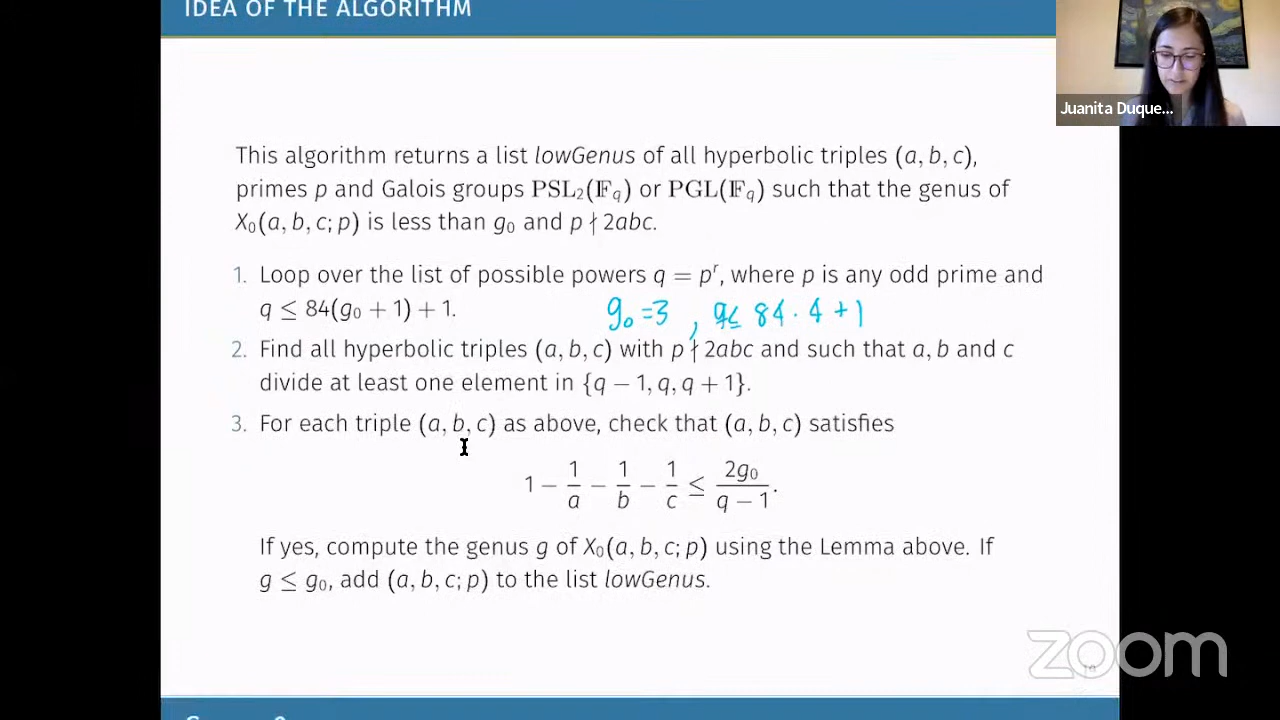 IDEA OF THE ALGORITHM
Juanita Duque...
This algorithm returns a list lowGenus of all hyperbolic triples (a, b, c),
primes p and Galois groups PSL₂(𝔽q) or PGL(𝔽q) such that the genus of
X₀(a, b, c; p) is less than g₀ and p ∤ 2abc.
1. Loop over the list of possible powers q = pʳ, where p is any odd prime and
q ≤ 84(g₀ + 1) + 1.
g₀ = 3 , q ≤ 84 · 4 + 1
2. Find all hyperbolic triples (a, b, c) with p ∤ 2abc and such that a, b and c
divide at least one element in {q − 1, q, q + 1}.
3. For each triple (a, b, c) as above, check that (a, b, c) satisfies
1 − 1/a − 1/b − 1/c ≤ 2g₀/(q − 1).
If yes, compute the genus g of X₀(a, b, c; p) using the Lemma above. If
g ≤ g₀, add (a, b, c; p) to the list lowGenus.
zoom